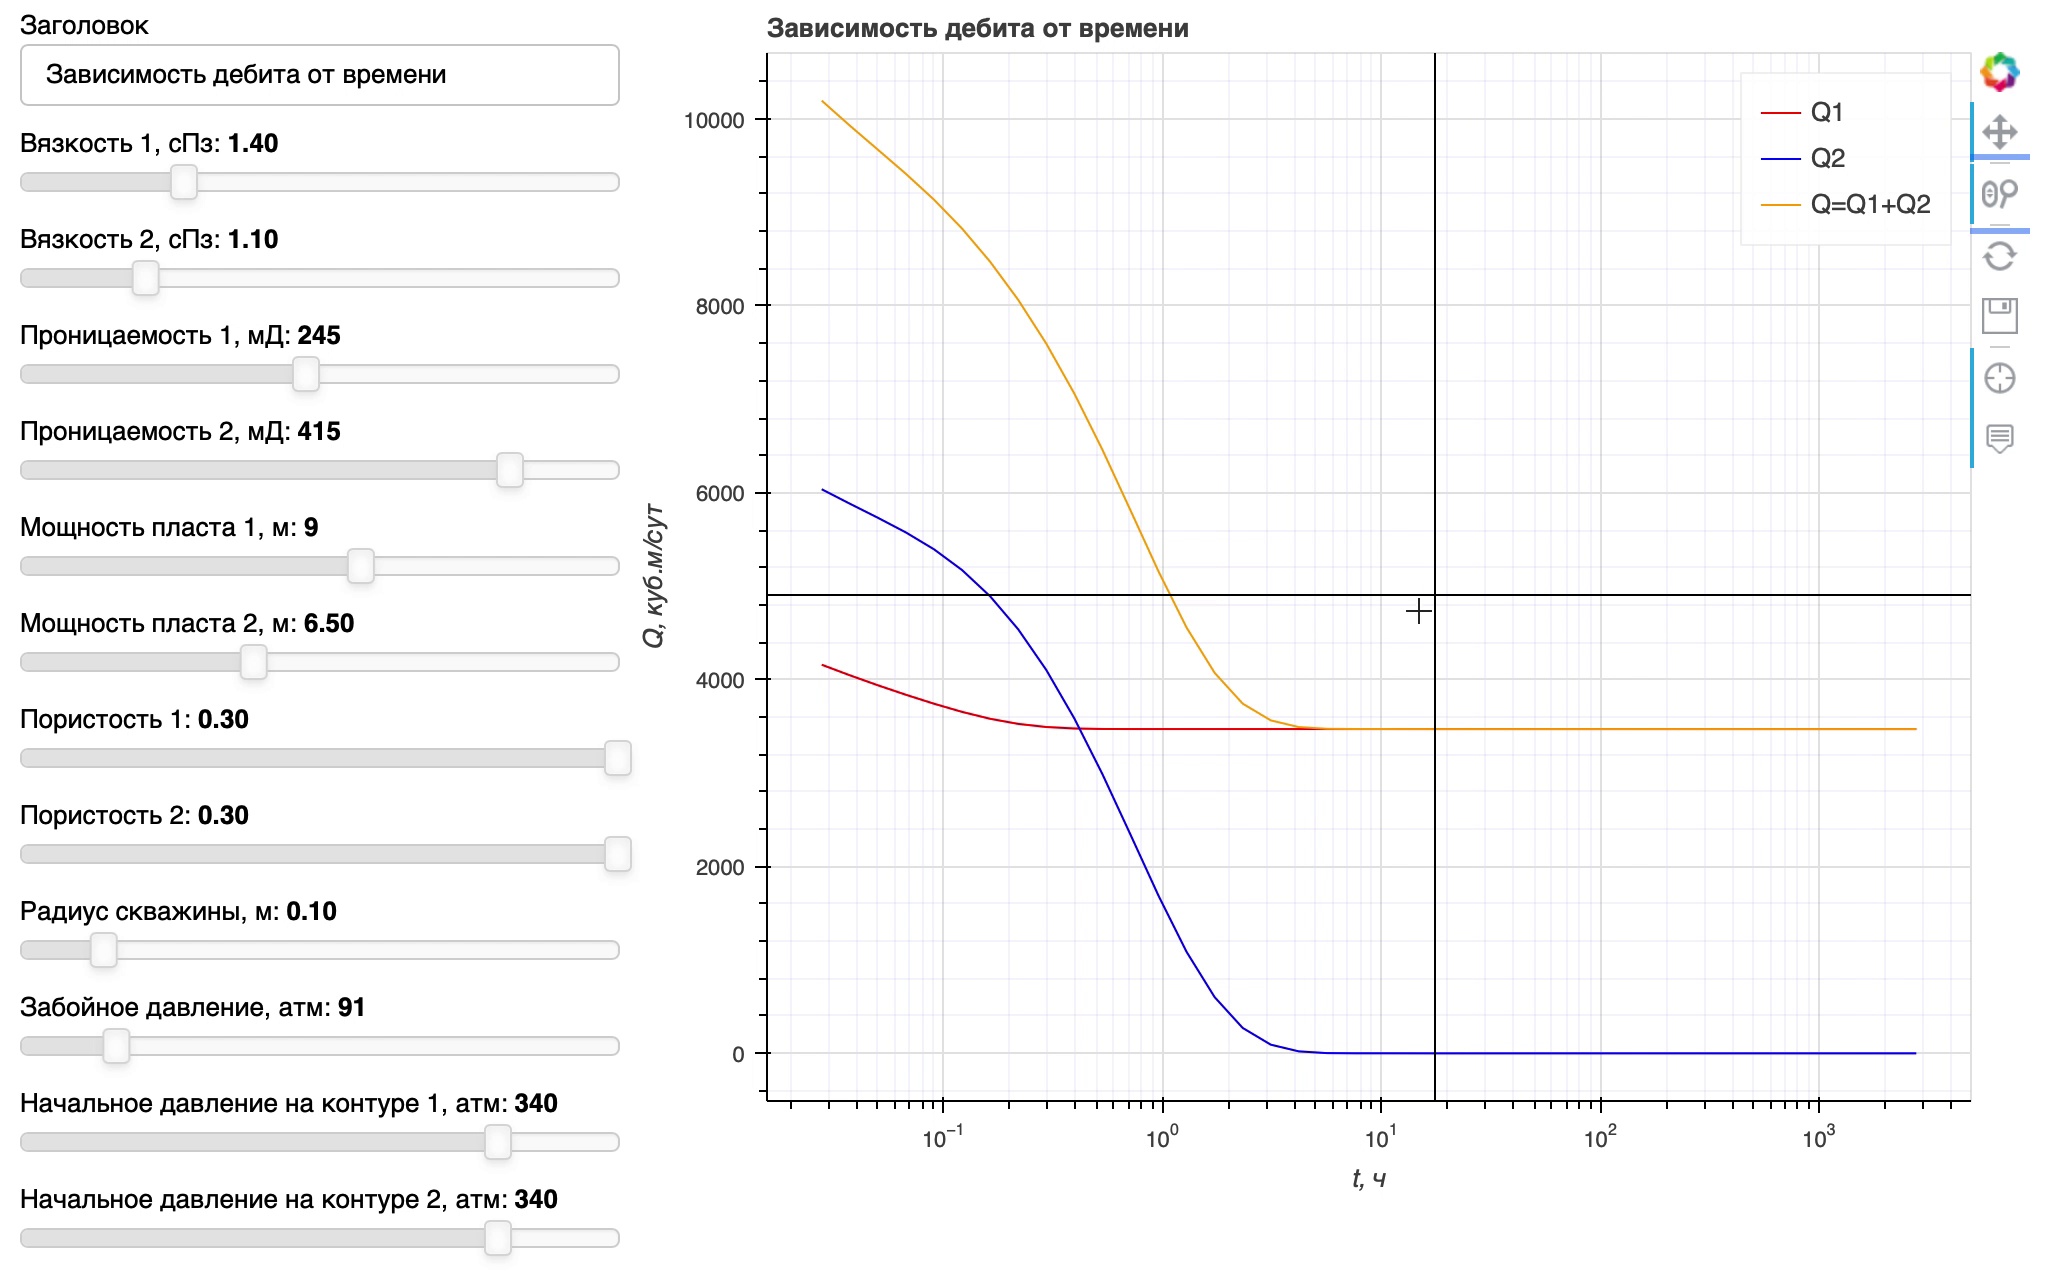 Заголовок
Зависимость дебита от времени
Вязкость 1, сПз: 1.40
Вязкость 2, сПз: 1.10
Проницаемость 1, мД: 245
Проницаемость 2, мД: 415
Мощность пласта 1, м: 9
Мощность пласта 2, м: 6.50
Пористость 1: 0.30
Пористость 2: 0.30
Радиус скважины, м: 0.10
Забойное давление, атм: 91
Начальное давление на контуре 1, атм: 340
Начальное давление на контуре 2, атм: 340
Зависимость дебита от времени
Q1
Q2
Q=Q1+Q2
Q, куб.м/сут
10000
8000
6000
4000
2000
0
10⁻¹ 10⁰ 10¹ 10² 10³
t, ч